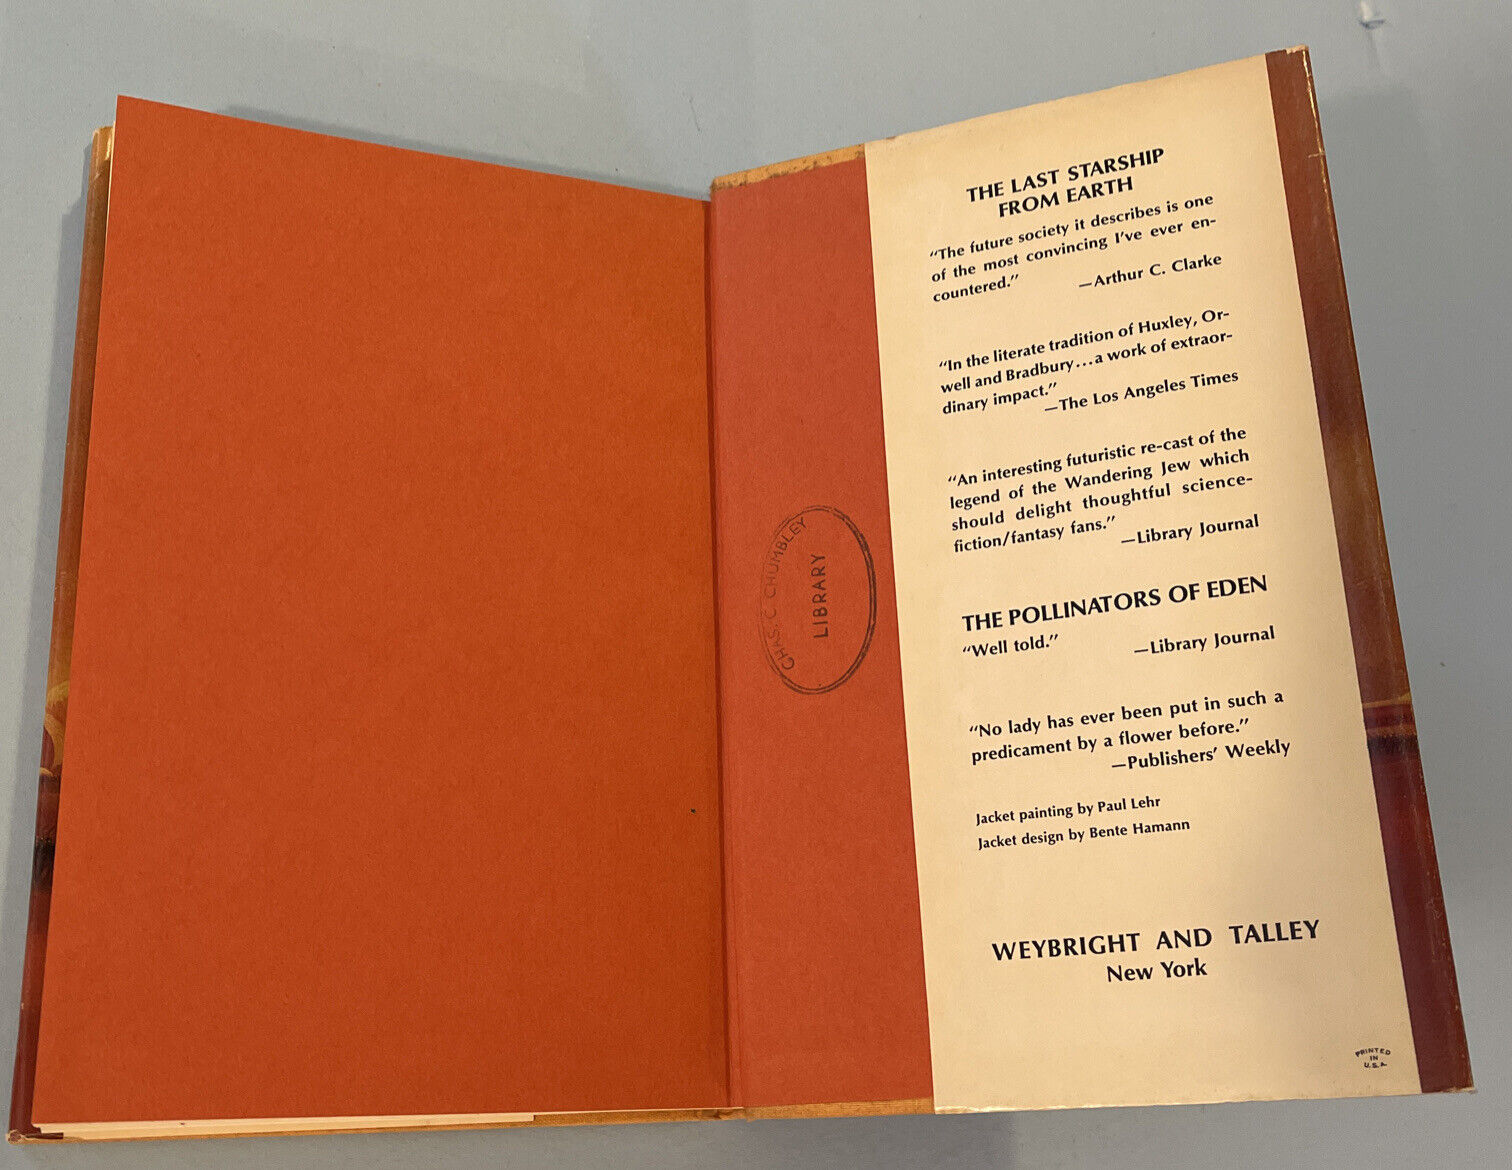 CHAS. C. CHUMBLEY
LIBRARY
THE LAST STARSHIP
FROM EARTH
“The future society it describes is one
of the most convincing I’ve ever en-
countered.”
—Arthur C. Clarke
“In the literate tradition of Huxley, Or-
well and Bradbury...a work of extraor-
dinary impact.”
—The Los Angeles Times
“An interesting futuristic re-cast of the
legend of the Wandering Jew which
should delight thoughtful science-
fiction/fantasy fans.”
—Library Journal
THE POLLINATORS OF EDEN
“Well told.” —Library Journal
“No lady has ever been put in such a
predicament by a flower before.”
—Publishers’ Weekly
Jacket painting by Paul Lehr
Jacket design by Bente Hamann
WEYBRIGHT AND TALLEY
New York
PRINTED
IN
U.S.A.